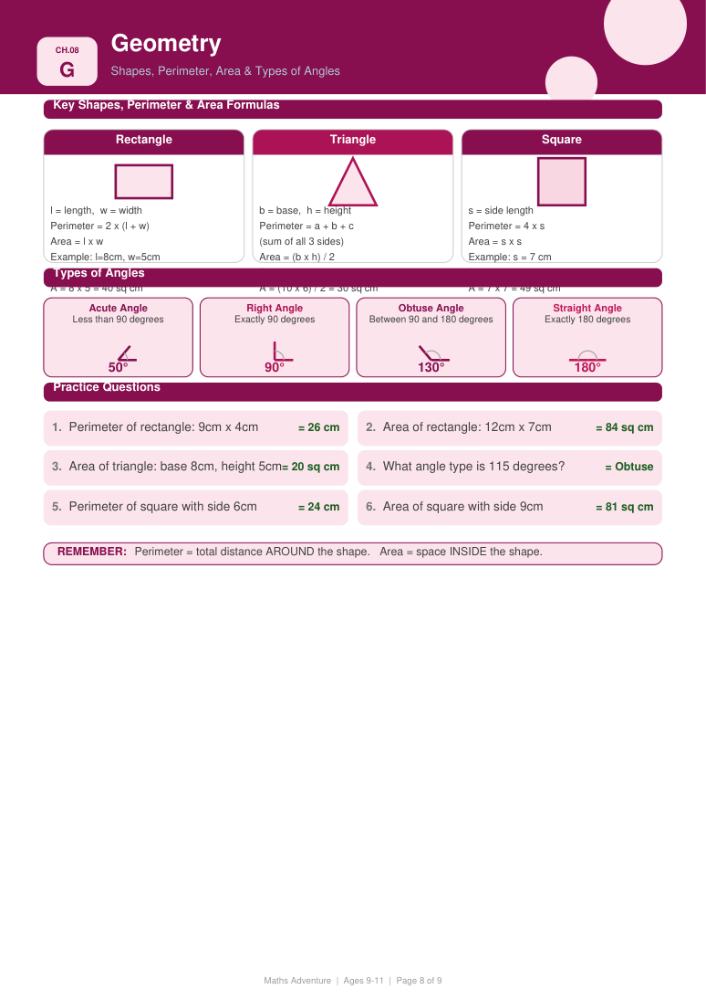 CH.08
G
Geometry
Shapes, Perimeter, Area & Types of Angles
Key Shapes, Perimeter & Area Formulas
Rectangle
l = length,  w = width
Perimeter = 2 x (l + w)
Area = l x w
Example: l=8cm, w=5cm
A = 8 x 5 = 40 sq cm
Triangle
b = base,  h = height
Perimeter = a + b + c
(sum of all 3 sides)
Area = (b x h) / 2
A = (10 x 6) / 2 = 30 sq cm
Square
s = side length
Perimeter = 4 x s
Area = s x s
Example: s = 7 cm
A = 7 x 7 = 49 sq cm
Types of Angles
Acute Angle
Less than 90 degrees
50°
Right Angle
Exactly 90 degrees
90°
Obtuse Angle
Between 90 and 180 degrees
130°
Straight Angle
Exactly 180 degrees
180°
Practice Questions
1. Perimeter of rectangle: 9cm x 4cm = 26 cm
2. Area of rectangle: 12cm x 7cm = 84 sq cm
3. Area of triangle: base 8cm, height 5cm= 20 sq cm
4. What angle type is 115 degrees? = Obtuse
5. Perimeter of square with side 6cm = 24 cm
6. Area of square with side 9cm = 81 sq cm
REMEMBER: Perimeter = total distance AROUND the shape.   Area = space INSIDE the shape.
Maths Adventure | Ages 9-11 | Page 8 of 9